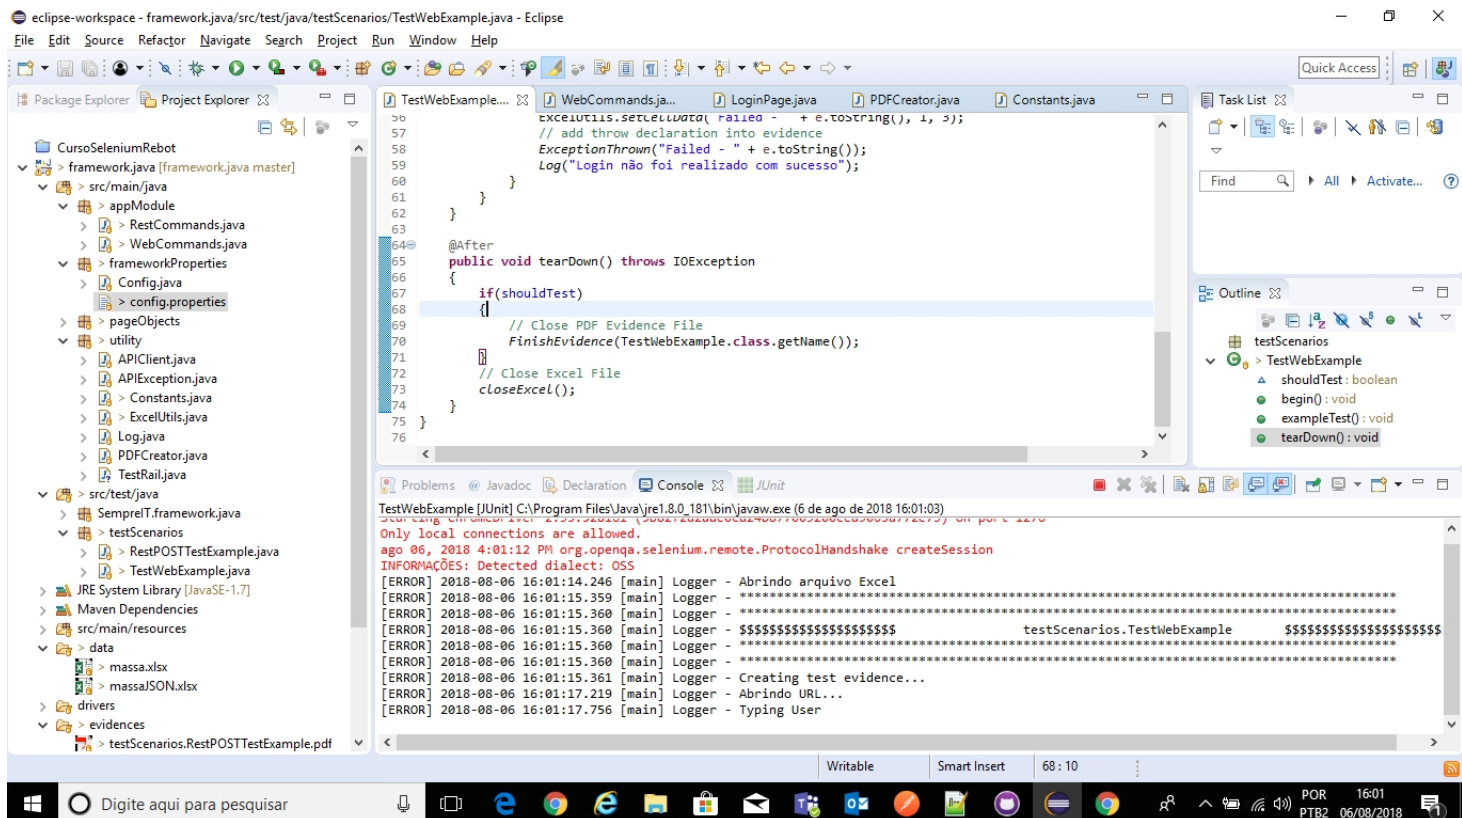 eclipse-workspace - framework.java/src/test/java/testScenarios/TestWebExample.java - Eclipse
File Edit Source Refactor Navigate Search Project Run Window Help
Quick Access
Package Explorer Project Explorer
CursoSeleniumRebot
> framework.java [framework.java master]
> src/main/java
> appModule
> RestCommands.java
> WebCommands.java
> frameworkProperties
Config.java
> config.properties
> pageObjects
> utility
APIClient.java
APIException.java
> Constants.java
> ExcelUtils.java
Log.java
PDFCreator.java
TestRail.java
> src/test/java
SempreIT.framework.java
> testScenarios
> RestPOSTTestExample.java
> TestWebExample.java
JRE System Library [JavaSE-1.7]
Maven Dependencies
src/main/resources
> data
> massa.xlsx
> massaJSON.xlsx
drivers
> evidences
> testScenarios.RestPOSTTestExample.pdf
TestWebExample.... WebCommands.ja... LoginPage.java PDFCreator.java Constants.java
56 ExcelUtils.setCellData("Failed - " + e.toString(), 1, 3);
57 // add throw declaration into evidence
58 ExceptionThrown("Failed - " + e.toString());
59 Log("Login não foi realizado com sucesso");
60 }
61 }
62 }
63
64 @After
65 public void tearDown() throws IOException
66 {
67 if(shouldTest)
68 {
69 // Close PDF Evidence File
70 FinishEvidence(TestWebExample.class.getName());
71 }
72 // Close Excel File
73 closeExcel();
74 }
75 }
76
Task List
Find All Activate...
Outline
testScenarios
> TestWebExample
shouldTest : boolean
begin() : void
exampleTest() : void
tearDown() : void
Problems @ Javadoc Declaration Console JUnit
TestWebExample [JUnit] C:\Program Files\Java\jre1.8.0_181\bin\javaw.exe (6 de ago de 2018 16:01:03)
Only local connections are allowed.
ago 06, 2018 4:01:12 PM org.openqa.selenium.remote.ProtocolHandshake createSession
INFORMAÇÕES: Detected dialect: OSS
[ERROR] 2018-08-06 16:01:14.246 [main] Logger - Abrindo arquivo Excel
[ERROR] 2018-08-06 16:01:15.359 [main] Logger - ****************************************************************************************
[ERROR] 2018-08-06 16:01:15.360 [main] Logger - ****************************************************************************************
[ERROR] 2018-08-06 16:01:15.360 [main] Logger - $$$$$$$$$$$$$$$$$$$$$ testScenarios.TestWebExample $$$$$$$$$$$$$$$$$$$$$
[ERROR] 2018-08-06 16:01:15.360 [main] Logger - ****************************************************************************************
[ERROR] 2018-08-06 16:01:15.360 [main] Logger - ****************************************************************************************
[ERROR] 2018-08-06 16:01:15.361 [main] Logger - Creating test evidence...
[ERROR] 2018-08-06 16:01:17.219 [main] Logger - Abrindo URL...
[ERROR] 2018-08-06 16:01:17.756 [main] Logger - Typing User
Writable Smart Insert 68 : 10
Digite aqui para pesquisar
POR 16:01
PTB2 06/08/2018